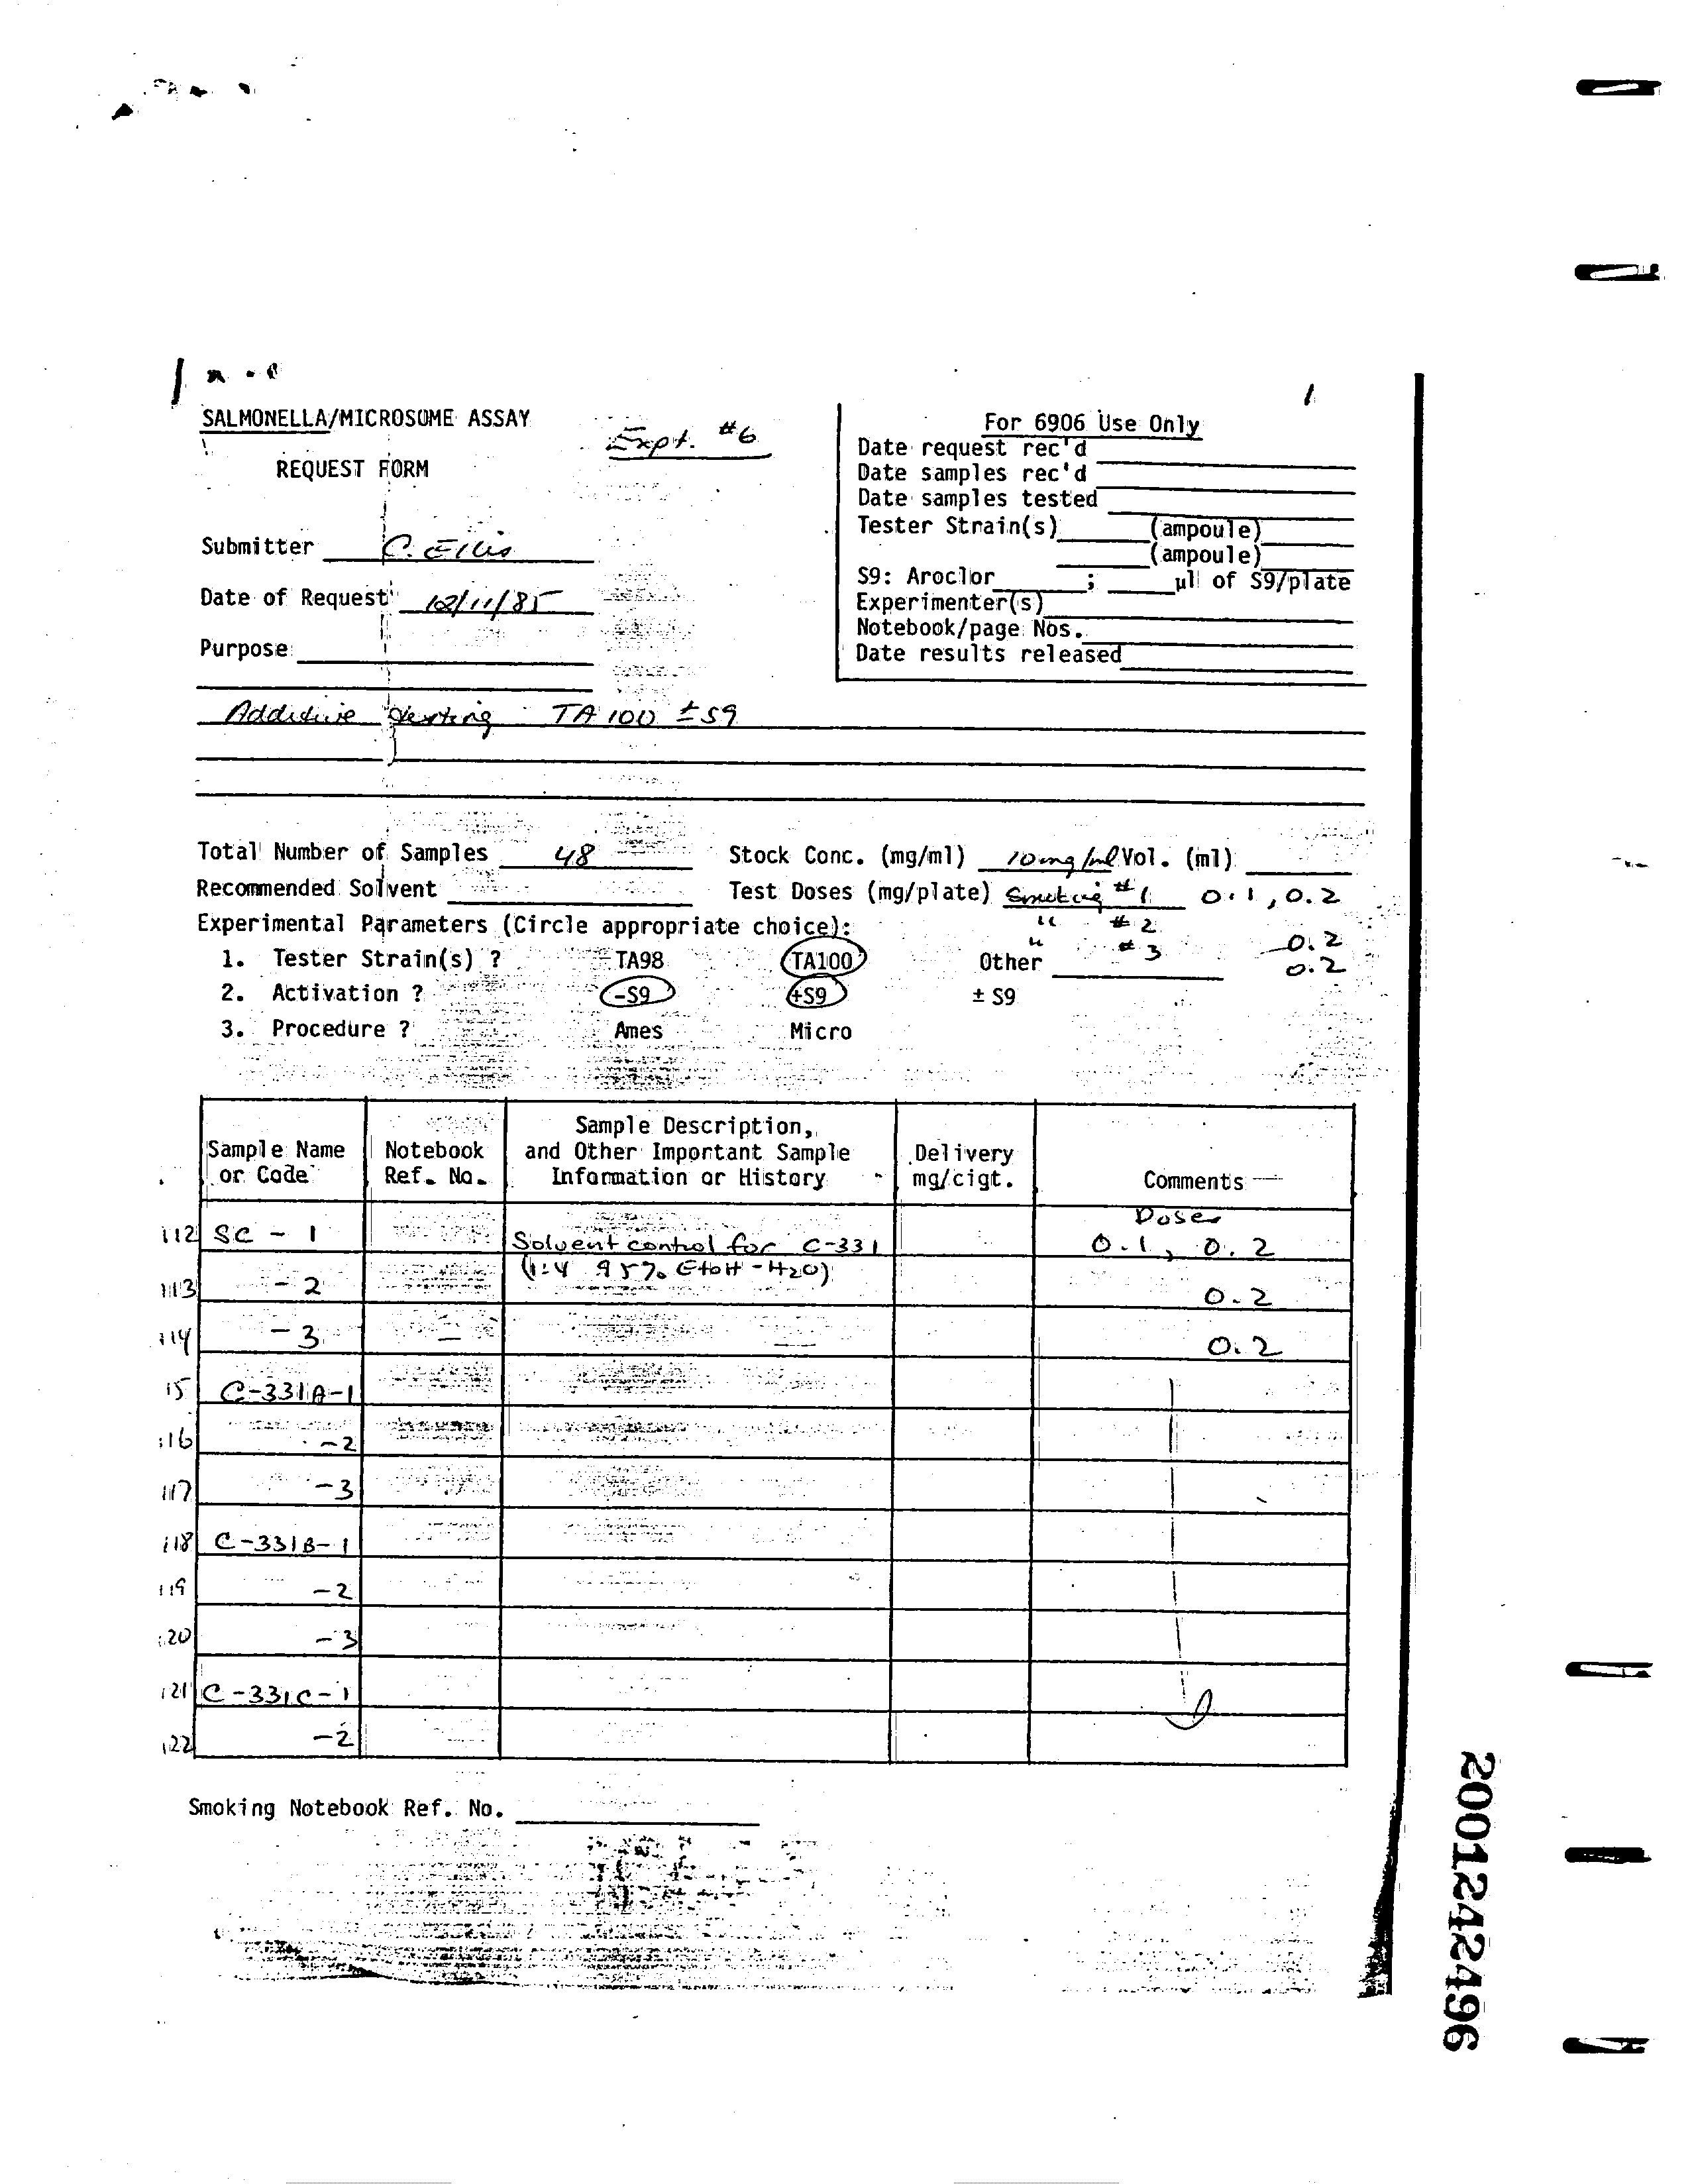 SALMONELLA/MICROSOME ASSAY
REQUEST FORM
Expt. #6
Submitter C. Ellis
Date of Request 12/11/85
Purpose
For 6906 Use Only
Date request rec'd
Date samples rec'd
Date samples tested
Tester Strain(s) (ampoule)
(ampoule)
S9: Aroclor ; µl of S9/plate
Experimenter(s)
Notebook/page Nos.
Date results released
Additive testing TA 100 ± S9
Total Number of Samples 48 Stock Conc. (mg/ml) 10 mg/ml Vol. (ml)
Recommended Solvent Test Doses (mg/plate) Smoking #1 0.1, 0.2
Experimental Parameters (Circle appropriate choice): " #2 0.2
" #3 0.2
1. Tester Strain(s) ? TA98 TA100 Other
2. Activation ? -S9 +S9 ± S9
3. Procedure ? Ames Micro
Sample Name or Code
Notebook Ref. No.
Sample Description, and Other Important Sample Information or History
Delivery mg/cigt.
Comments
Doses
112 SC - 1 Solvent control for C-331 0.1, 0.2
(1:4 95% EtOH - H2O)
113 - 2 0.2
114 - 3 — — 0.2
15 C-331A-1
116 -2
117 -3
118 C-331B-1
119 -2
120 -3
121 C-331C-1
122 -2
Smoking Notebook Ref. No.
2001242496